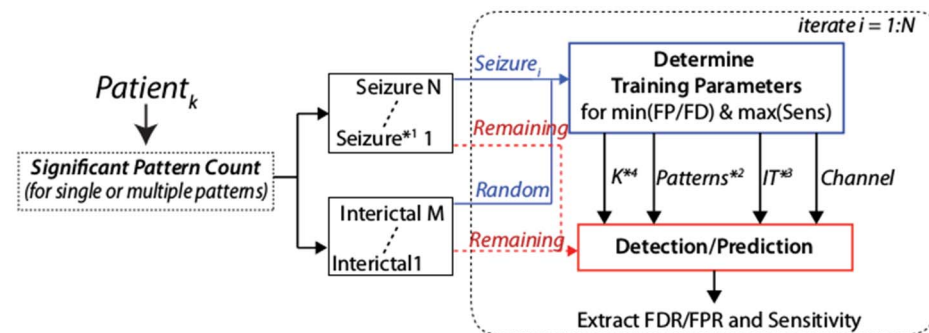 iterate i = 1:N
Patient_k
Significant Pattern Count
(for single or multiple patterns)
Seizure N
Seizure*1 1
Interictal M
Interictal1
Seizure_i
Remaining
Random
Remaining
Determine
Training Parameters
for min(FP/FD) & max(Sens)
K*4
Patterns*2
IT*3
Channel
Detection/Prediction
Extract FDR/FPR and Sensitivity